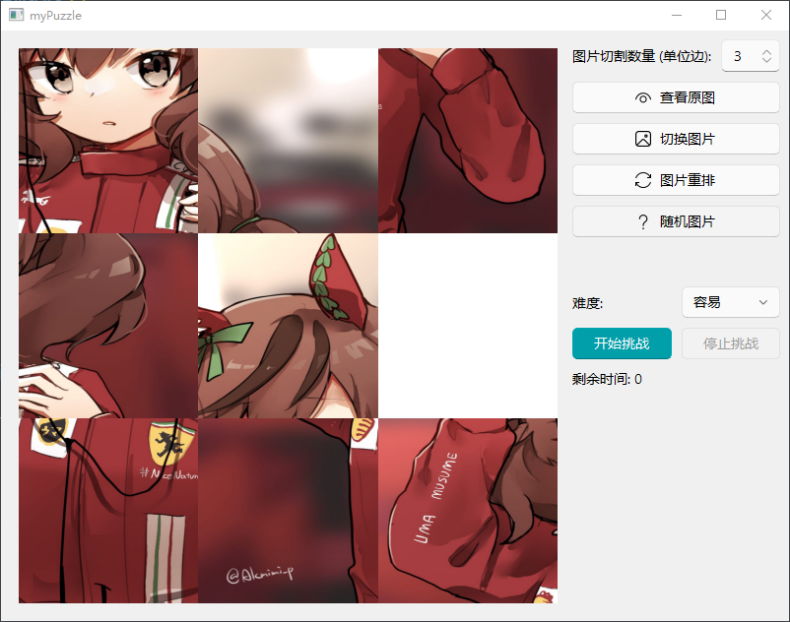 myPuzzle
图片切割数量 (单位边): 3
查看原图
切换图片
图片重排
随机图片
难度: 容易
开始挑战 停止挑战
剩余时间: 0
UMA MUSUME